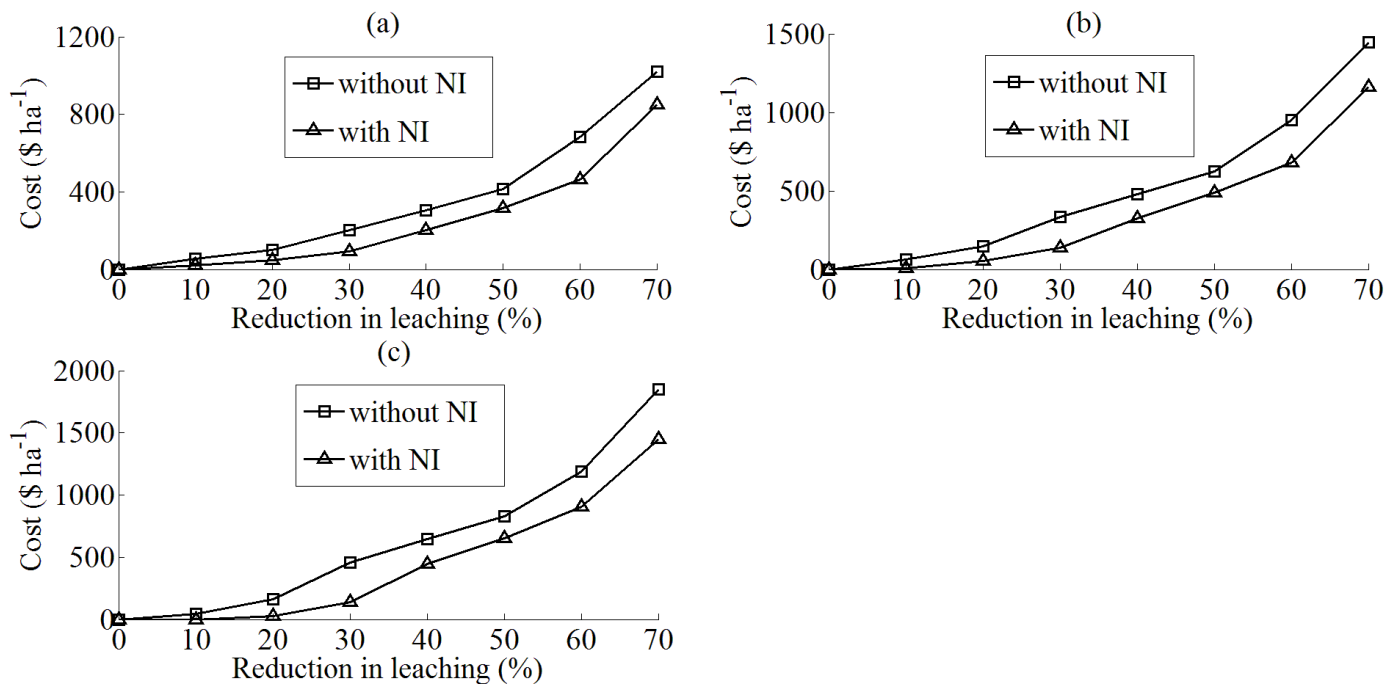 (a)
1200
800
400
0
Cost ($ ha-1)
without NI
with NI
0 10 20 30 40 50 60 70
Reduction in leaching (%)
(b)
1500
1000
500
0
Cost ($ ha-1)
without NI
with NI
0 10 20 30 40 50 60 70
Reduction in leaching (%)
(c)
2000
1500
1000
500
0
Cost ($ ha-1)
without NI
with NI
0 10 20 30 40 50 60 70
Reduction in leaching (%)